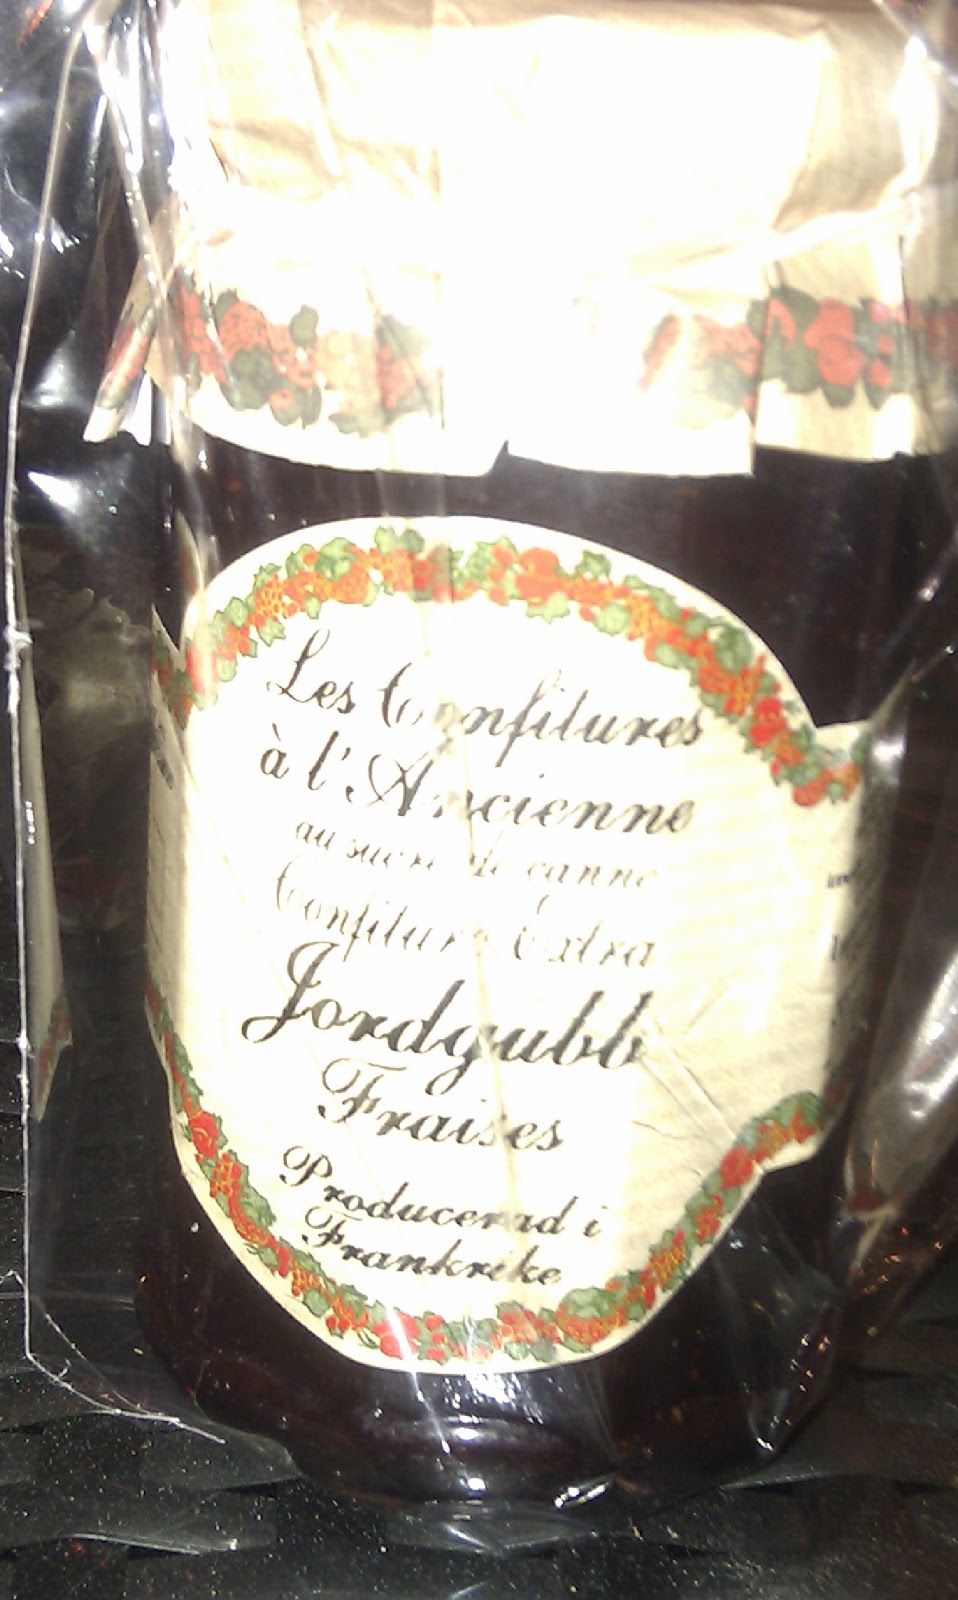 Les Confitures
à l'Ancienne
au sucre de canne
Confiture Extra
Jordgubb
Fraises
Producerad i
Frankrike